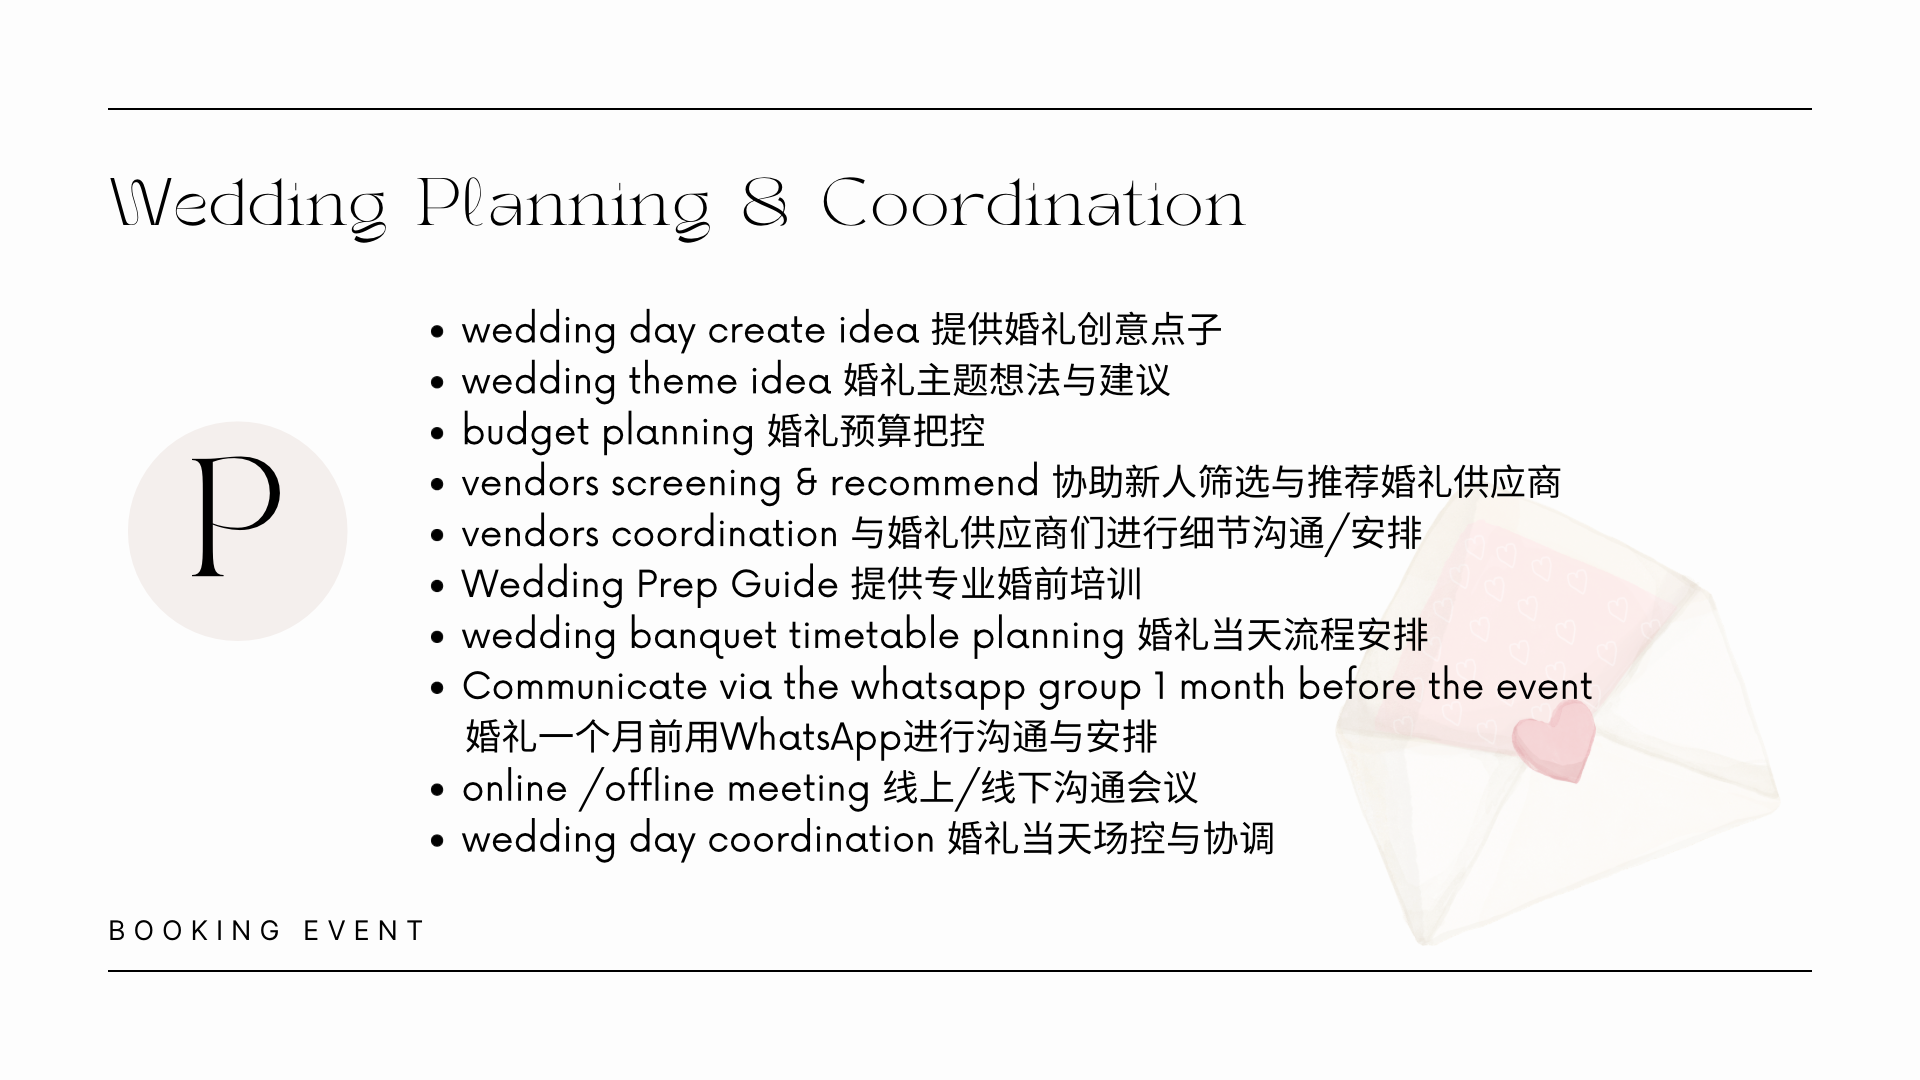 Wedding Planning & Coordination
P
• wedding day create idea 提供婚礼创意点子
• wedding theme idea 婚礼主题想法与建议
• budget planning 婚礼预算把控
• vendors screening & recommend 协助新人筛选与推荐婚礼供应商
• vendors coordination 与婚礼供应商们进行细节沟通/安排
• Wedding Prep Guide 提供专业婚前培训
• wedding banquet timetable planning 婚礼当天流程安排
• Communicate via the whatsapp group 1 month before the event
婚礼一个月前用WhatsApp进行沟通与安排
• online /offline meeting 线上/线下沟通会议
• wedding day coordination 婚礼当天场控与协调
BOOKING EVENT